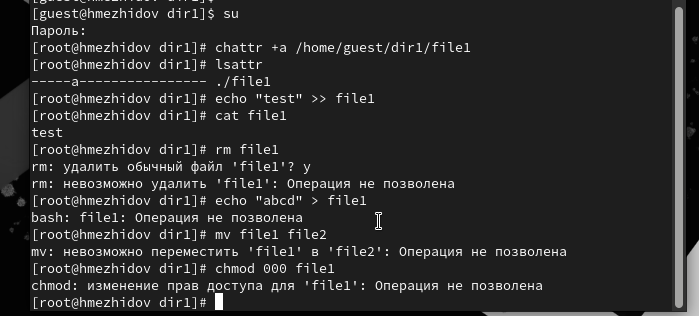 [guest@hmezhidov dir1]$
[guest@hmezhidov dir1]$ su
Пароль:
[root@hmezhidov dir1]# chattr +a /home/guest/dir1/file1
[root@hmezhidov dir1]# lsattr
-----a---------------- ./file1
[root@hmezhidov dir1]# echo "test" >> file1
[root@hmezhidov dir1]# cat file1
test
[root@hmezhidov dir1]# rm file1
rm: удалить обычный файл 'file1'? y
rm: невозможно удалить 'file1': Операция не позволена
[root@hmezhidov dir1]# echo "abcd" > file1
bash: file1: Операция не позволена
[root@hmezhidov dir1]# mv file1 file2
mv: невозможно переместить 'file1' в 'file2': Операция не позволена
[root@hmezhidov dir1]# chmod 000 file1
chmod: изменение прав доступа для 'file1': Операция не позволена
[root@hmezhidov dir1]#